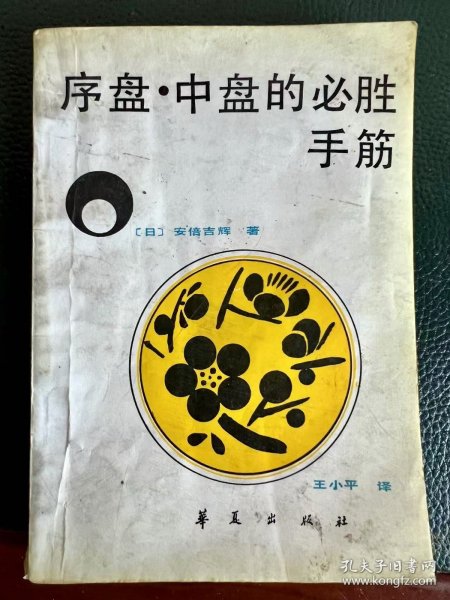 序盘·中盘的必胜
手筋
〔日〕 安倍吉辉 著
王小平 译
华夏出版社
孔夫子旧书网
www.kongfz.com